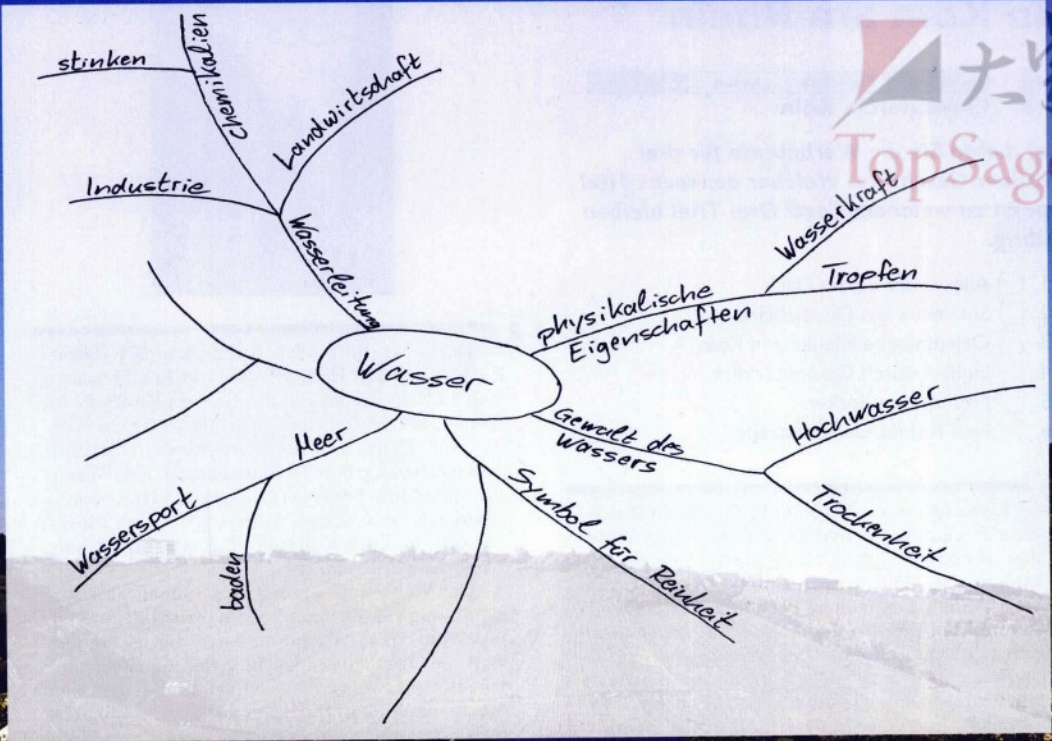 stinken
Chemikalien
Landwirtschaft
Industrie
Wasserleitung
Wasserkraft
Tropfen
physikalische
Eigenschaften
Wasser
Gewalt des
Wassers
Hochwasser
Trockenheit
Meer
Wassersport
baden
Symbol für Reinheit
TopSage